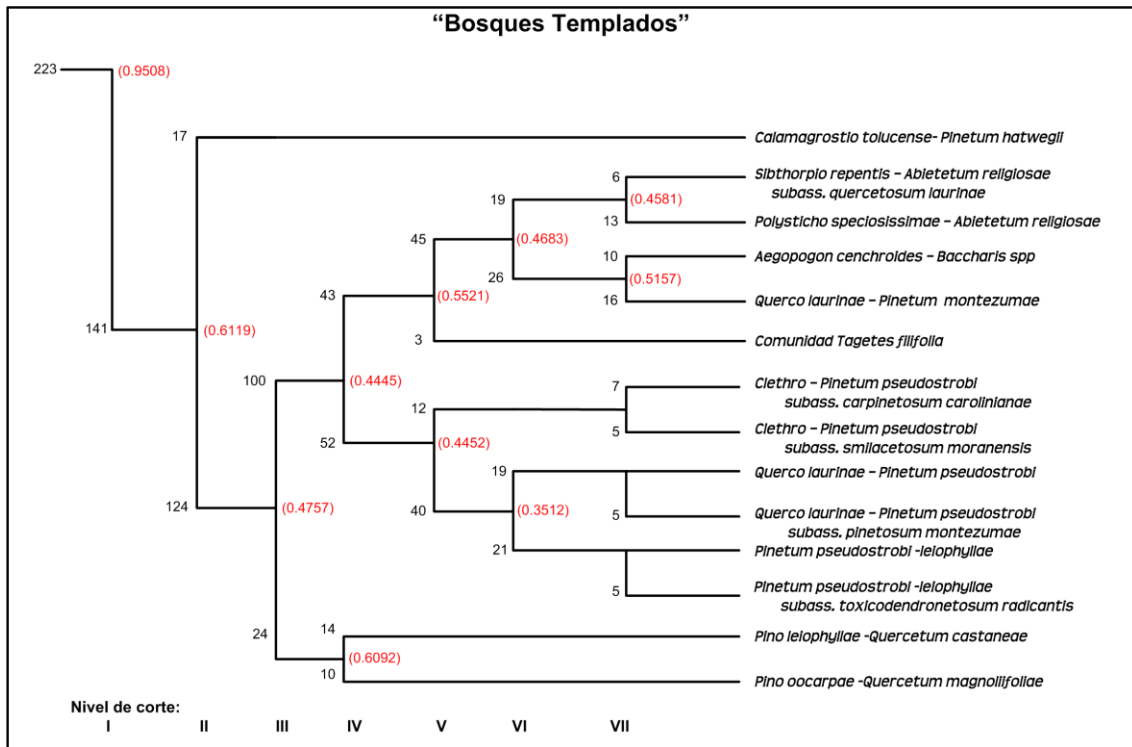 “Bosques Templados”
223
(0.9508)
17
Calamagrostio tolucense- Pinetum hatwegii
6
Sibthorpio repentis – Abietetum religiosae
subass. quercetosum laurinae
19
(0.4581)
13
Polysticho speciosissimae – Abietetum religiosae
45
(0.4683)
10
Aegopogon cenchroides – Baccharis spp
26
(0.5157)
43
(0.5521)
16
Querco laurinae – Pinetum montezumae
141
(0.6119)
3
Comunidad Tagetes filifolia
100
(0.4445)
7
Clethro – Pinetum pseudostrobi
subass. carpinetosum carolinianae
12
52
(0.4452)
5
Clethro – Pinetum pseudostrobi
subass. smilacetosum moranensis
19
Querco laurinae – Pinetum pseudostrobi
124
(0.4757)
40
(0.3512)
5
Querco laurinae – Pinetum pseudostrobi
subass. pinetosum montezumae
21
Pinetum pseudostrobi -leiophyllae
5
Pinetum pseudostrobi -leiophyllae
subass. toxicodendronetosum radicantis
24
14
Pino leiophyllae -Quercetum castaneae
(0.6092)
10
Pino oocarpae -Quercetum magnoliifoliae
Nivel de corte:
I II III IV V VI VII